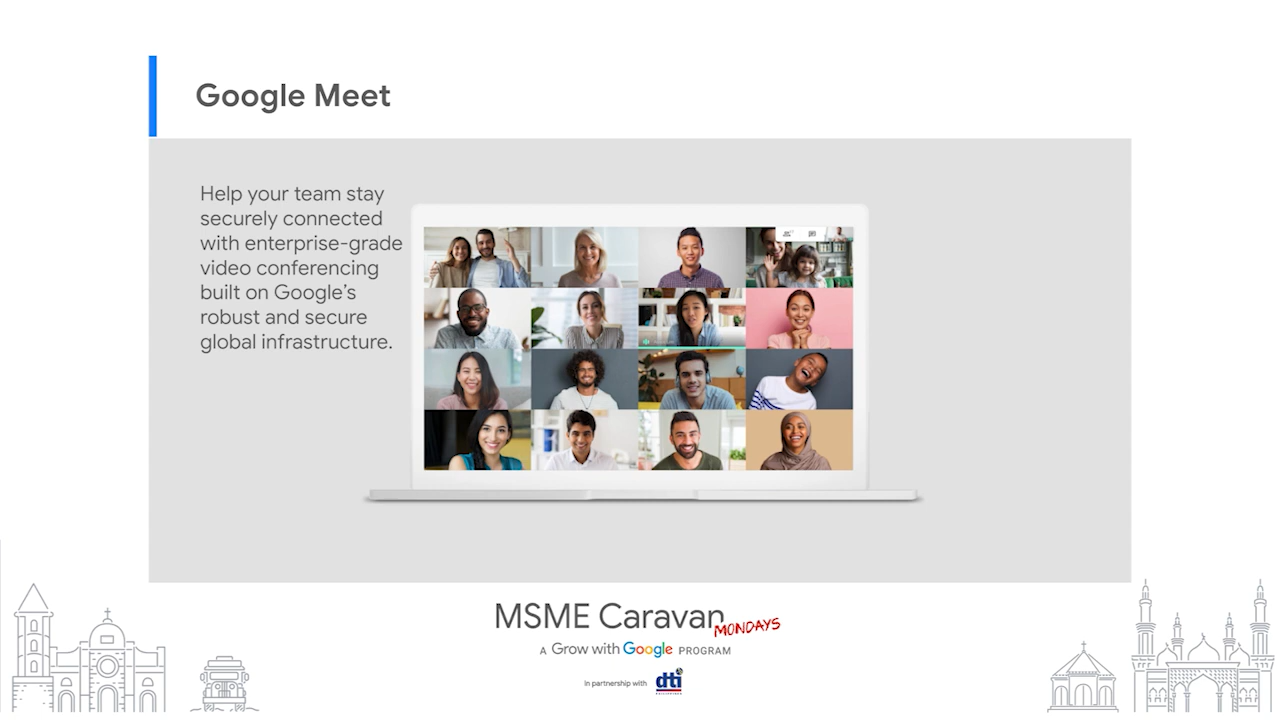 Google Meet
Help your team stay
securely connected
with enterprise-grade
video conferencing
built on Google’s
robust and secure
global infrastructure.
MSME Caravan
MONDAYS
A Grow with Google PROGRAM
in partnership with dti
PHILIPPINES